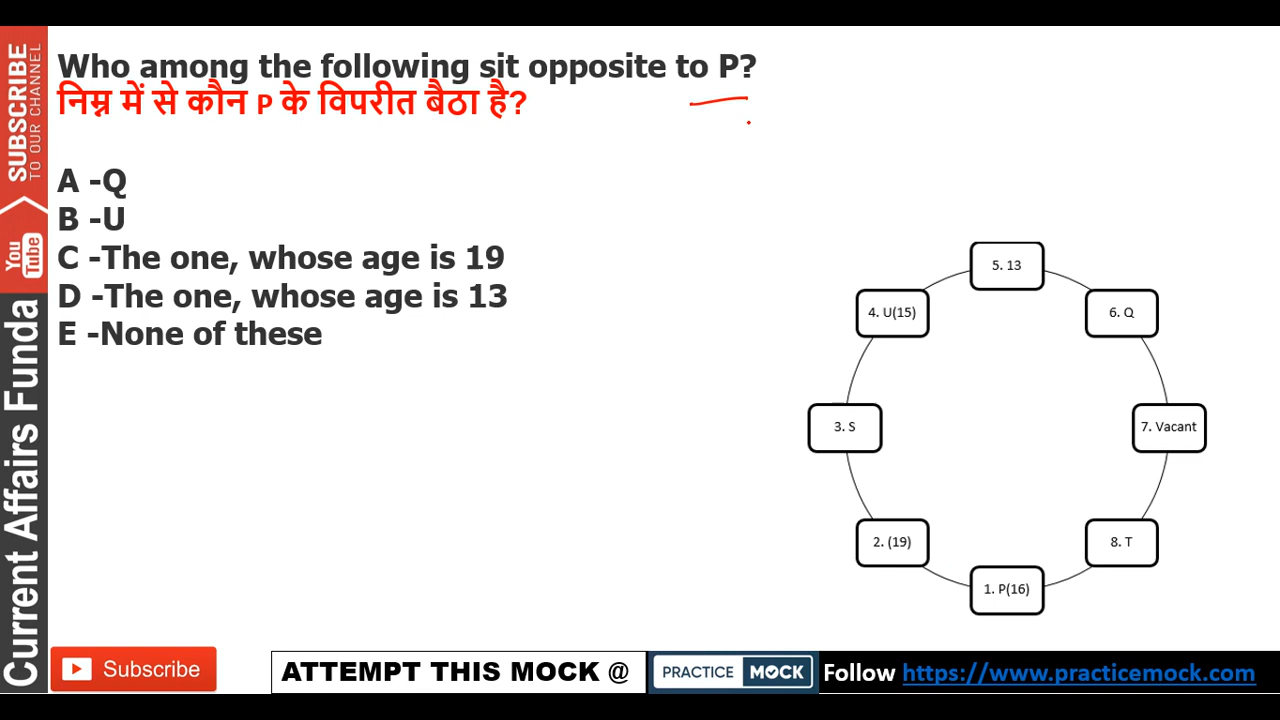 Who among the following sit opposite to P?
निम्न में से कौन P के विपरीत बैठा है?
A -Q
B -U
C -The one, whose age is 19
D -The one, whose age is 13
E -None of these
5. 13
4. U(15)
6. Q
3. S
7. Vacant
2. (19)
8. T
1. P(16)
SUBSCRIBE
TO OUR CHANNEL
You
Tube
Current Affairs Funda
Subscribe
ATTEMPT THIS MOCK @
PRACTICE MOCK
Follow https://www.practicemock.com